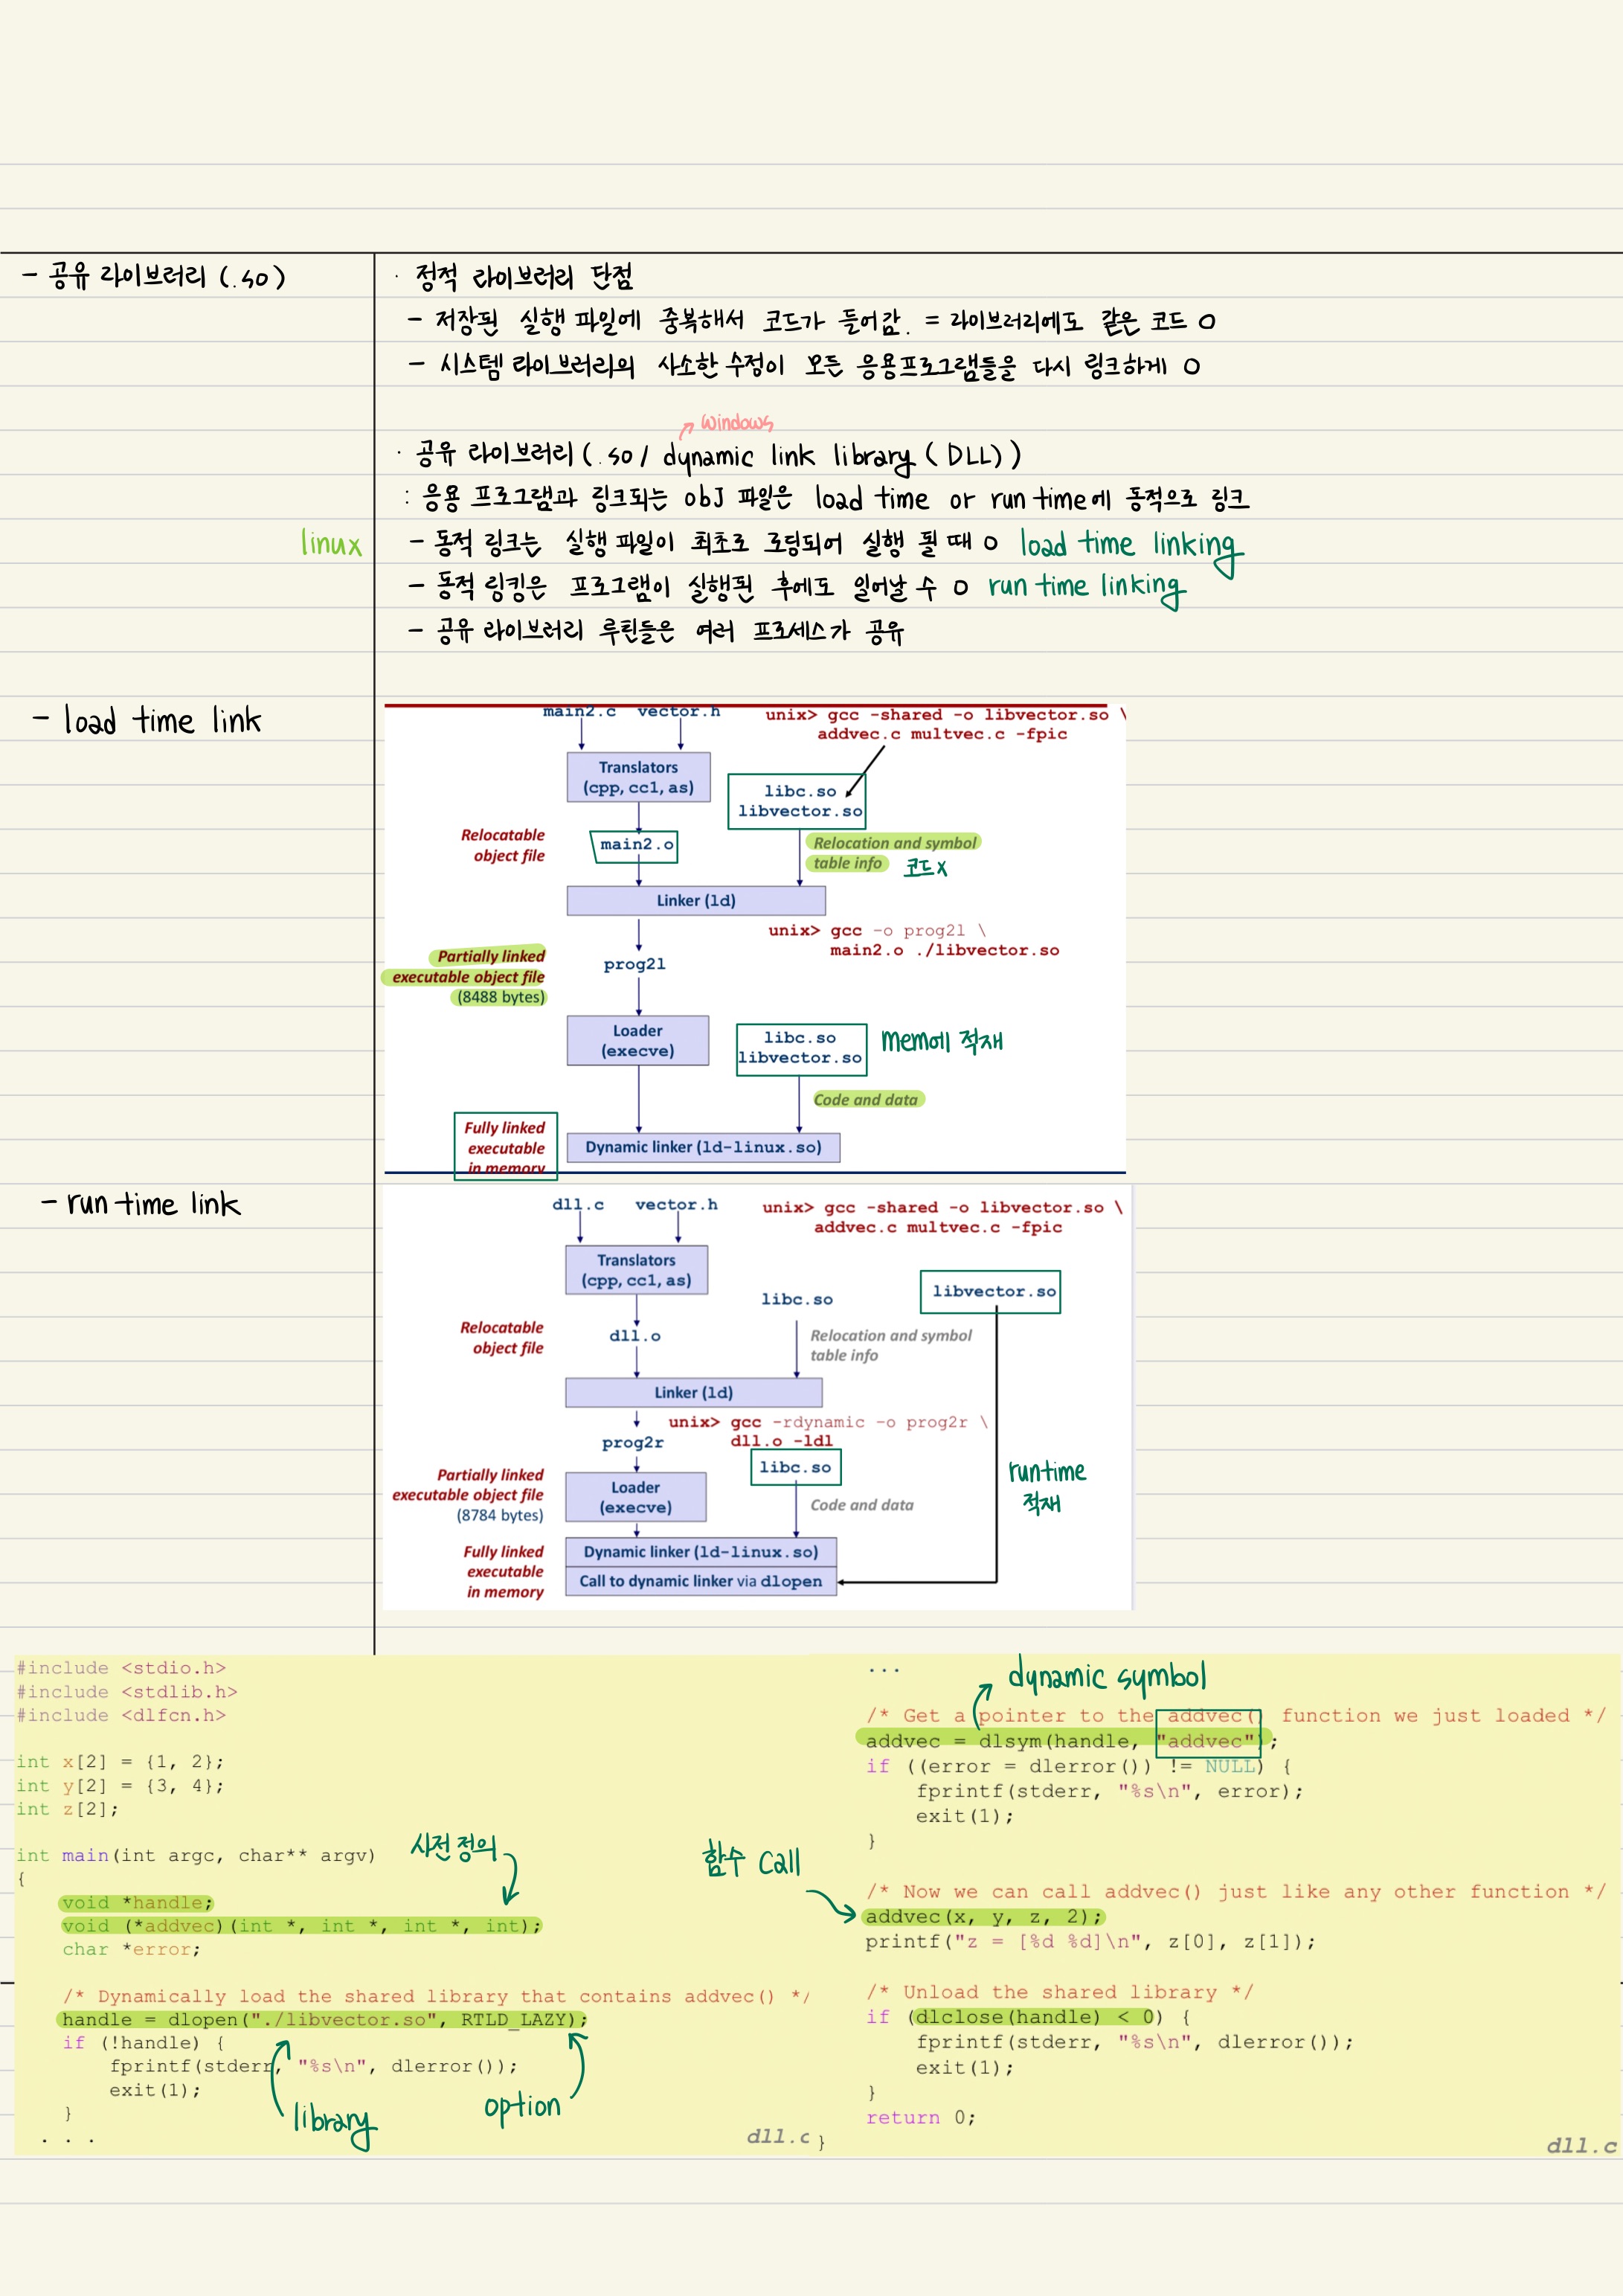 - 공유 라이브러리 (.so)
· 정적 라이브러리 단점
- 저장된 실행 파일에 중복해서 코드가 들어감. = 라이브러리에도 같은 코드 O
- 시스템 라이브러리의 사소한 수정이 모든 응용프로그램들을 다시 링크하게 O
windows
· 공유 라이브러리 (.so / dynamic link library (DLL))
: 응용 프로그램과 링크되는 obJ 파일은 load time or run time에 동적으로 링크
linux
- 동적 링크는 실행 파일이 최초로 로딩되어 실행 될 때 O load time linking
- 동적 링킹은 프로그램이 실행된 후에도 일어날 수 O run time linking
- 공유 라이브러리 루틴들은 여러 프로세스가 공유
- load time link
main2.c vector.h
unix> gcc -shared -o libvector.so \
addvec.c multvec.c -fpic
Translators
(cpp, cc1, as)
libc.so
libvector.so
Relocatable
object file
main2.o
Relocation and symbol
table info 코드x
Linker (ld)
unix> gcc -o prog2l \
main2.o ./libvector.so
Partially linked
executable object file
(8488 bytes)
prog2l
Loader
(execve)
libc.so
libvector.so
mem에 적재
Code and data
Fully linked
executable
in memory
Dynamic linker (ld-linux.so)
- run time link
dll.c vector.h
unix> gcc -shared -o libvector.so \
addvec.c multvec.c -fpic
Translators
(cpp, cc1, as)
libc.so
libvector.so
Relocatable
object file
dll.o
Relocation and symbol
table info
Linker (ld)
unix> gcc -rdynamic -o prog2r \
dll.o -ldl
prog2r
libc.so
Partially linked
executable object file
(8784 bytes)
Loader
(execve)
Code and data
runtime
적재
Fully linked
executable
in memory
Dynamic linker (ld-linux.so)
Call to dynamic linker via dlopen
#include <stdio.h>
#include <stdlib.h>
#include <dlfcn.h>
int x[2] = {1, 2};
int y[2] = {3, 4};
int z[2];
int main(int argc, char** argv)
사전 정의
{
void *handle;
void (*addvec)(int *, int *, int *, int);
char *error;
/* Dynamically load the shared library that contains addvec() */
handle = dlopen("./libvector.so", RTLD_LAZY);
if (!handle) {
fprintf(stderr, "%s\n", dlerror());
exit(1);
}
library
option
. . .
dll.c
...
dynamic symbol
/* Get a pointer to the addvec() function we just loaded */
addvec = dlsym(handle, "addvec");
if ((error = dlerror()) != NULL) {
fprintf(stderr, "%s\n", error);
exit(1);
}
함수 call
/* Now we can call addvec() just like any other function */
addvec(x, y, z, 2);
printf("z = [%d %d]\n", z[0], z[1]);
/* Unload the shared library */
if (dlclose(handle) < 0) {
fprintf(stderr, "%s\n", dlerror());
exit(1);
}
return 0;
}
dll.c